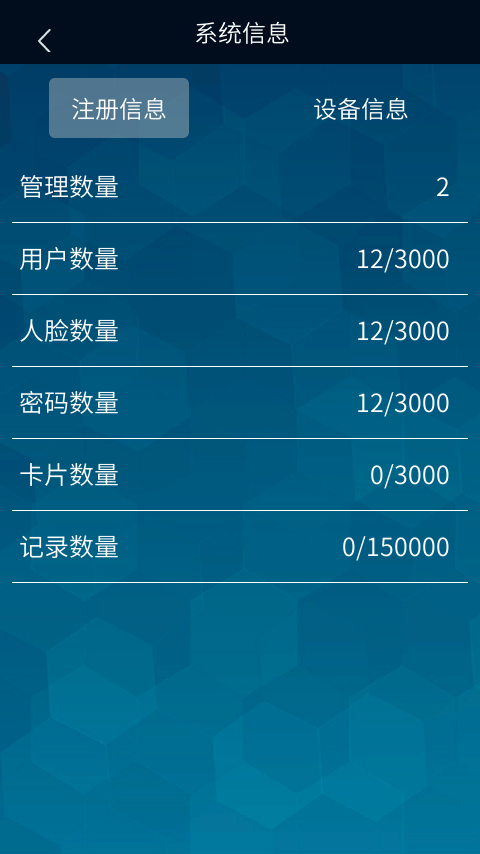 系统信息
注册信息 设备信息
管理数量 2
用户数量 12/3000
人脸数量 12/3000
密码数量 12/3000
卡片数量 0/3000
记录数量 0/150000